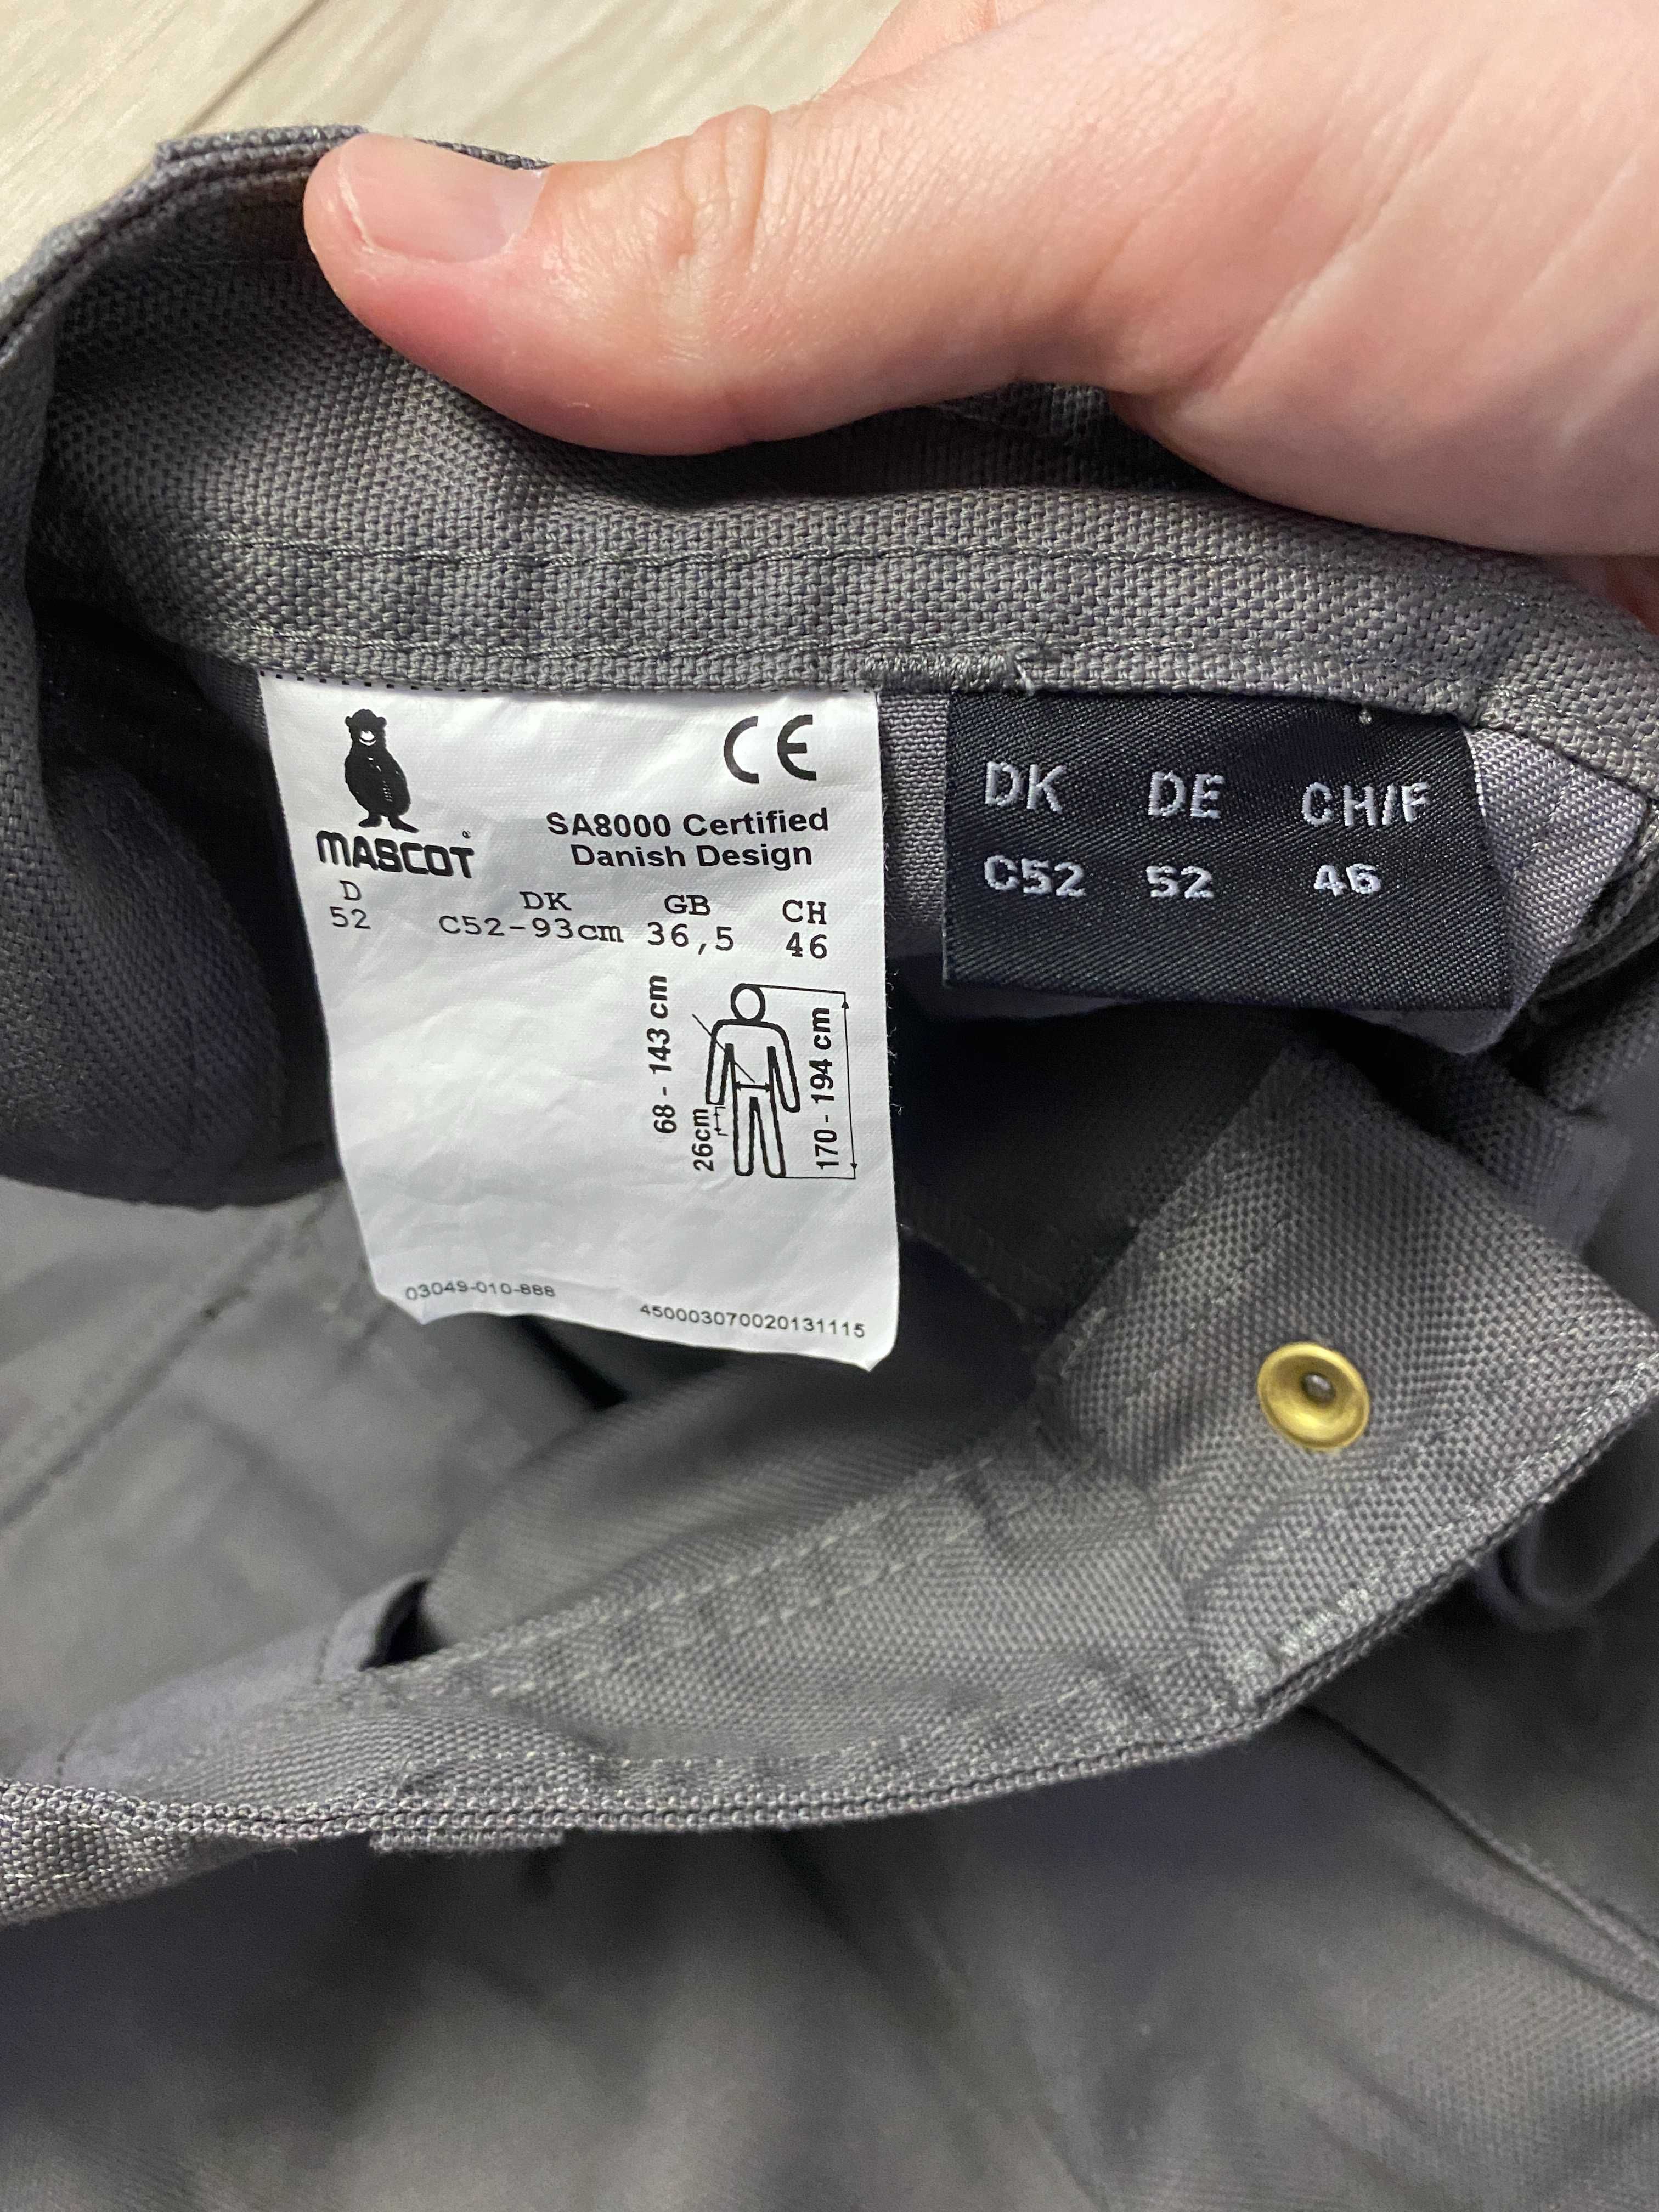 CE
MASCOT®
SA8000 Certified
Danish Design
D DK GB CH
52 C52-93cm 36,5 46
68 - 143 cm
26cm
170 - 194 cm
03049-010-888
450003070020131115
DK DE CH/F
C52 52 46